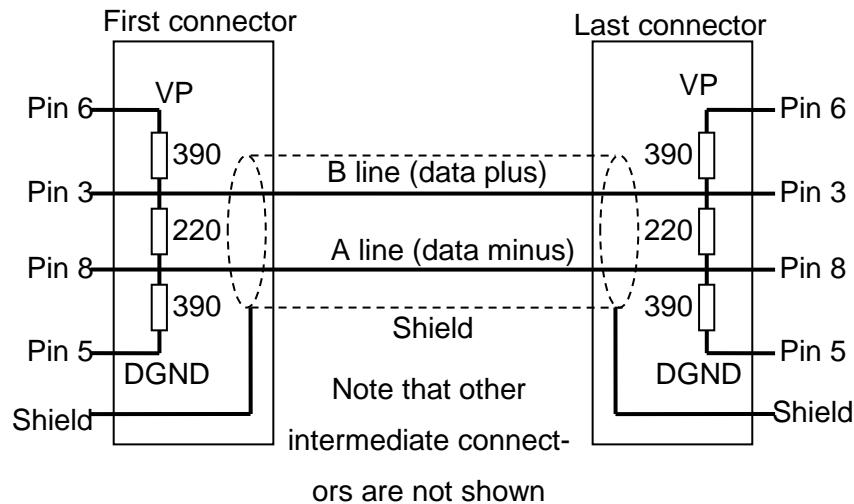 First connector
Last connector
VP
VP
Pin 6
Pin 6
390
390
B line (data plus)
Pin 3
Pin 3
220
220
A line (data minus)
Pin 8
Pin 8
390
390
Shield
Pin 5
Pin 5
DGND
DGND
Note that other
Shield
Shield
intermediate connect-
ors are not shown